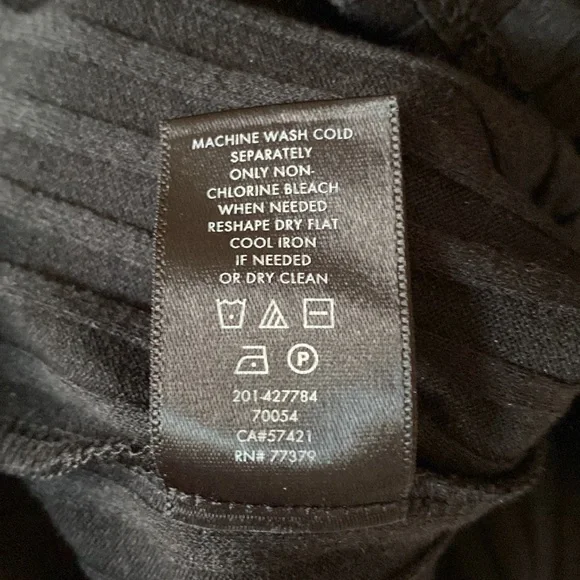 MACHINE WASH COLD
SEPARATELY
ONLY NON-
CHLORINE BLEACH
WHEN NEEDED
RESHAPE DRY FLAT
COOL IRON
IF NEEDED
OR DRY CLEAN
P
201-427784
70054
CA#57421
RN# 77379